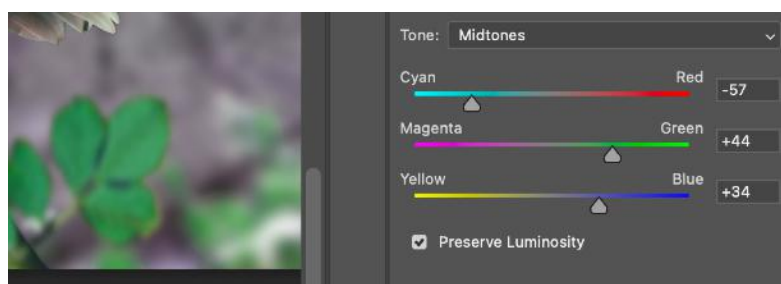 Tone: Midtones
Cyan Red
-57
Magenta Green
+44
Yellow Blue
+34
Preserve Luminosity